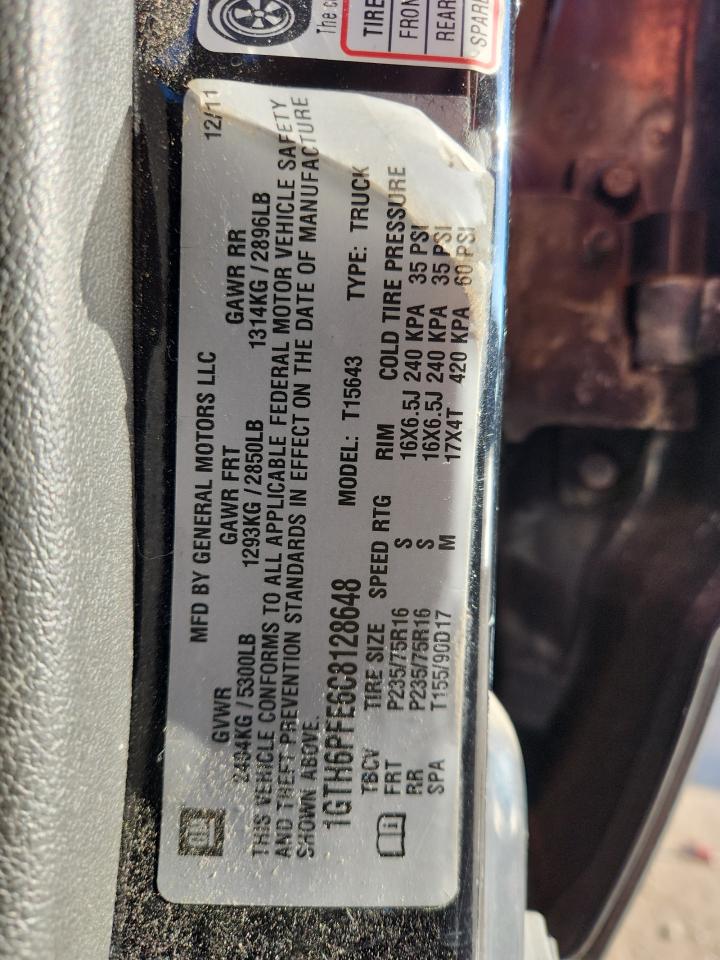 The co
TIRE
FRON
REAR
SPARE
MFD BY GENERAL MOTORS LLC 12/11
GVWR GAWR FRT GAWR RR
2404KG / 5300LB 1293KG / 2850LB 1314KG / 2896LB
THIS VEHICLE CONFORMS TO ALL APPLICABLE FEDERAL MOTOR VEHICLE SAFETY
AND THEFT PREVENTION STANDARDS IN EFFECT ON THE DATE OF MANUFACTURE
SHOWN ABOVE.
1GTH6PFE6C8128648 MODEL: T15643 TYPE: TRUCK
TBCV TIRE SIZE SPEED RTG RIM COLD TIRE PRESSURE
FRT P235/75R16 S 16X6.5J 240 KPA 35 PSI
RR P235/75R16 S 16X6.5J 240 KPA 35 PSI
SPA T155/90D17 M 17X4T 420 KPA 60 PSI